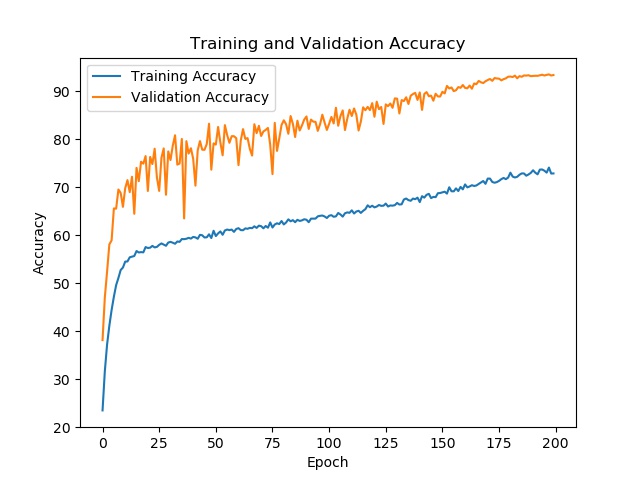 Training and Validation Accuracy
Training Accuracy
Validation Accuracy
90
80
70
60
50
40
30
20
Accuracy
0 25 50 75 100 125 150 175 200
Epoch